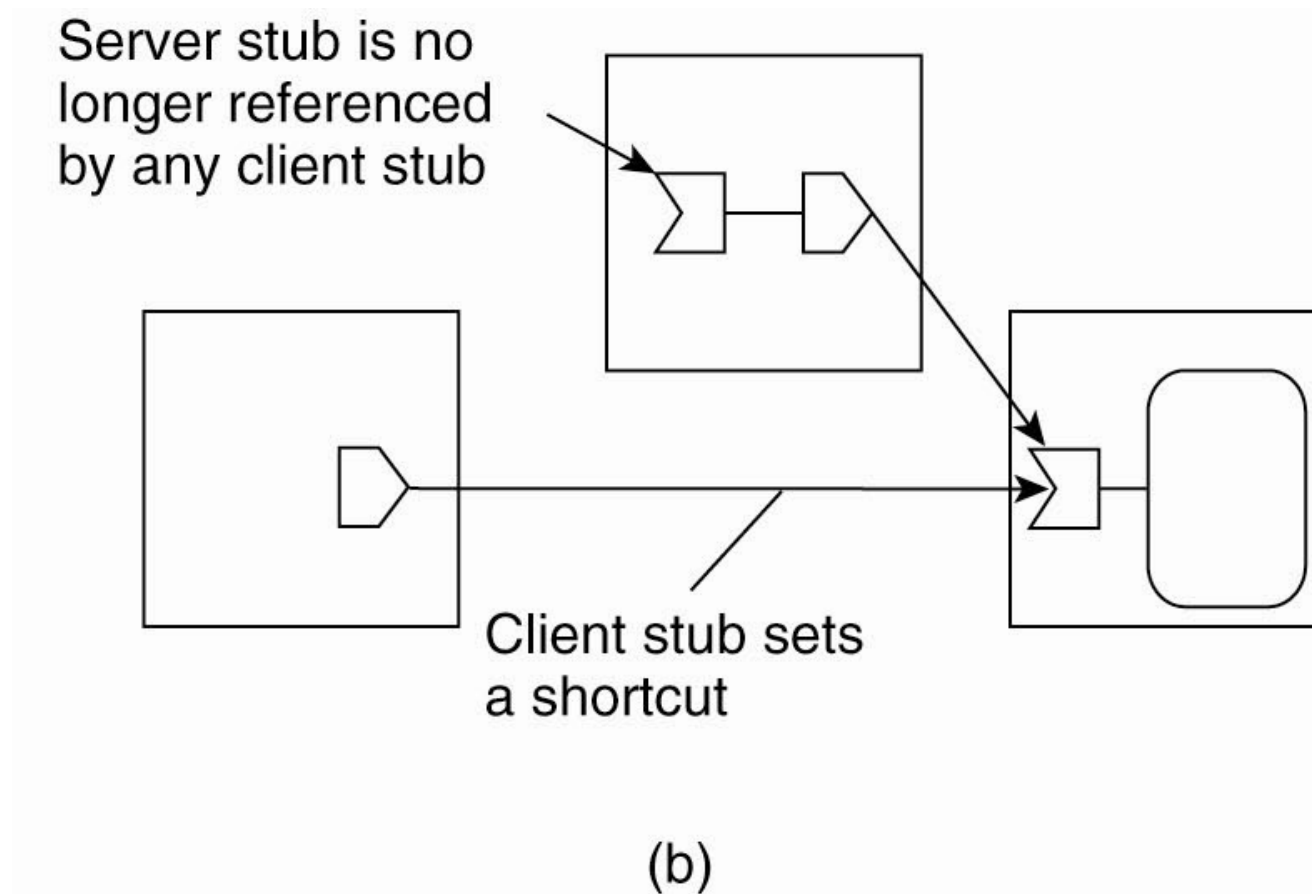 Server stub is no
longer referenced
by any client stub
Client stub sets
a shortcut
(b)